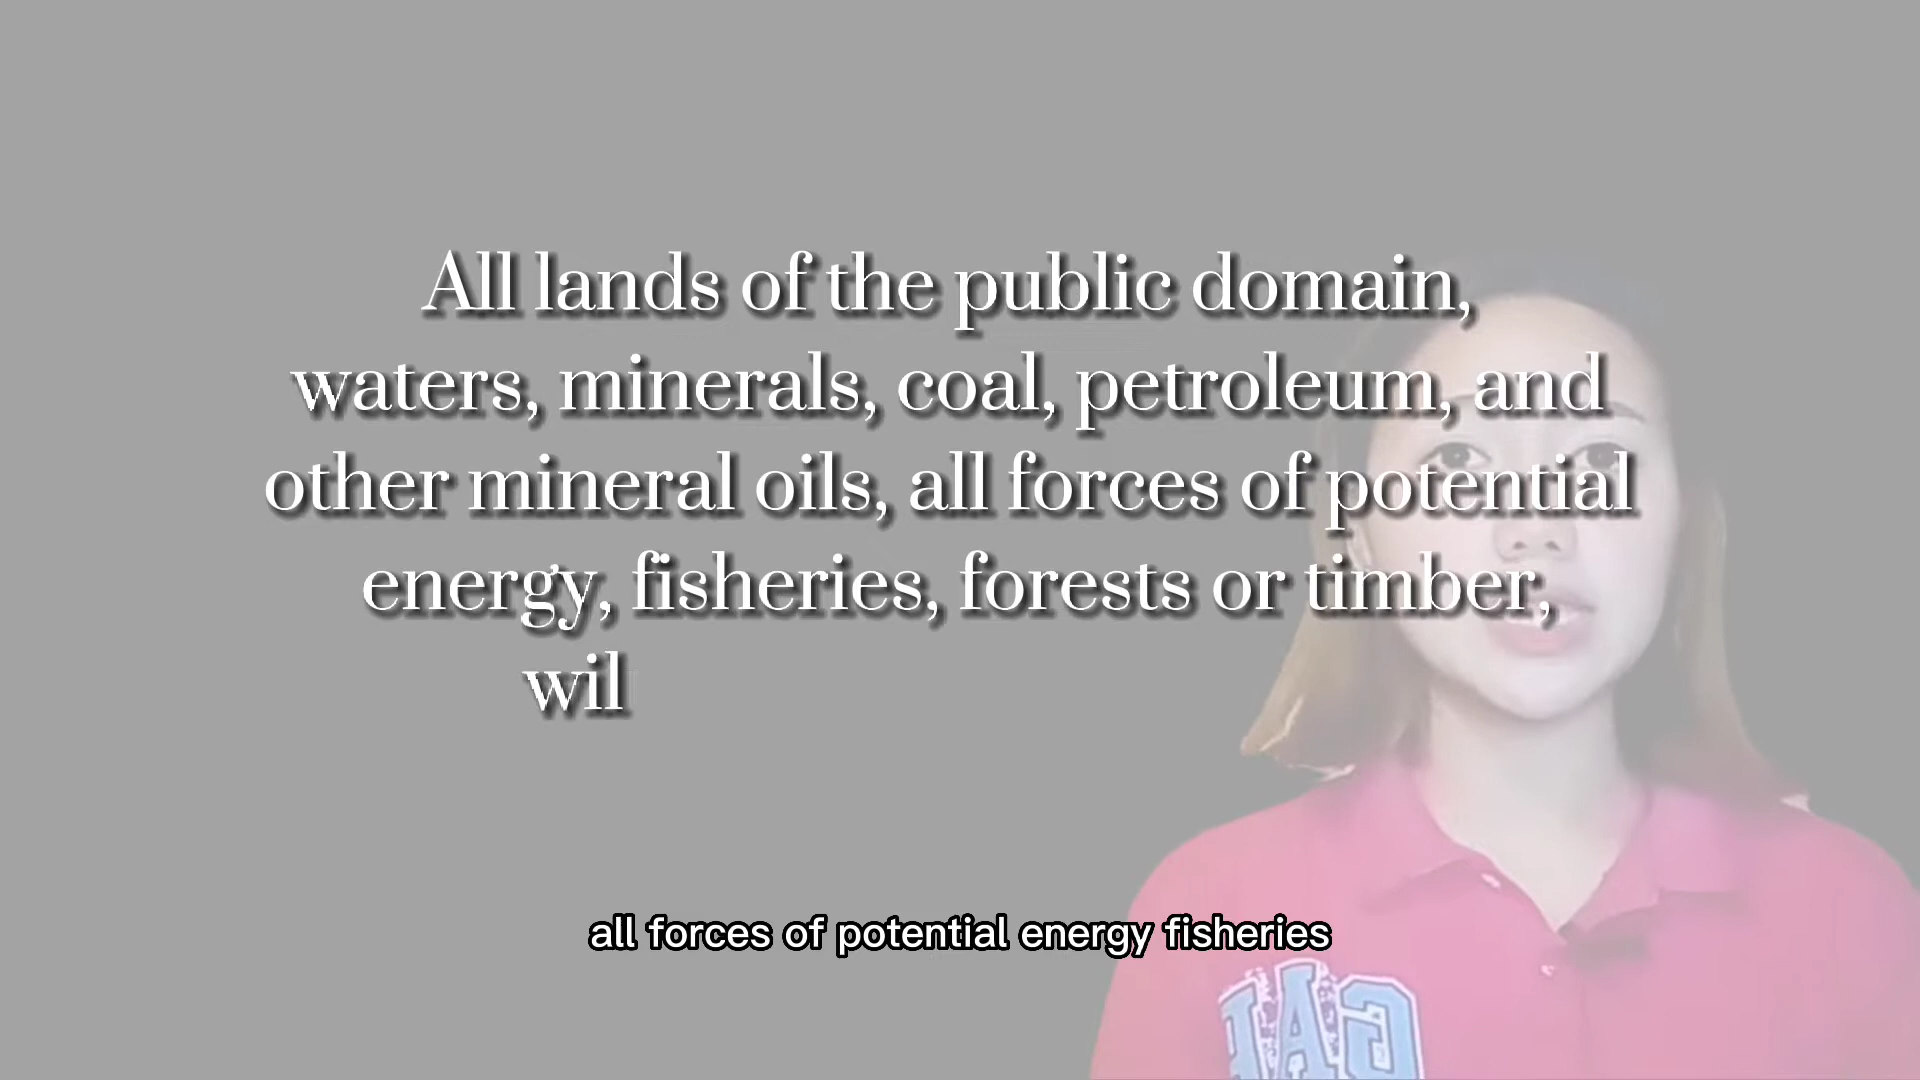 All lands of the public domain,
waters, minerals, coal, petroleum, and
other mineral oils, all forces of potential
energy, fisheries, forests or timber,
wil
all forces of potential energy fisheries